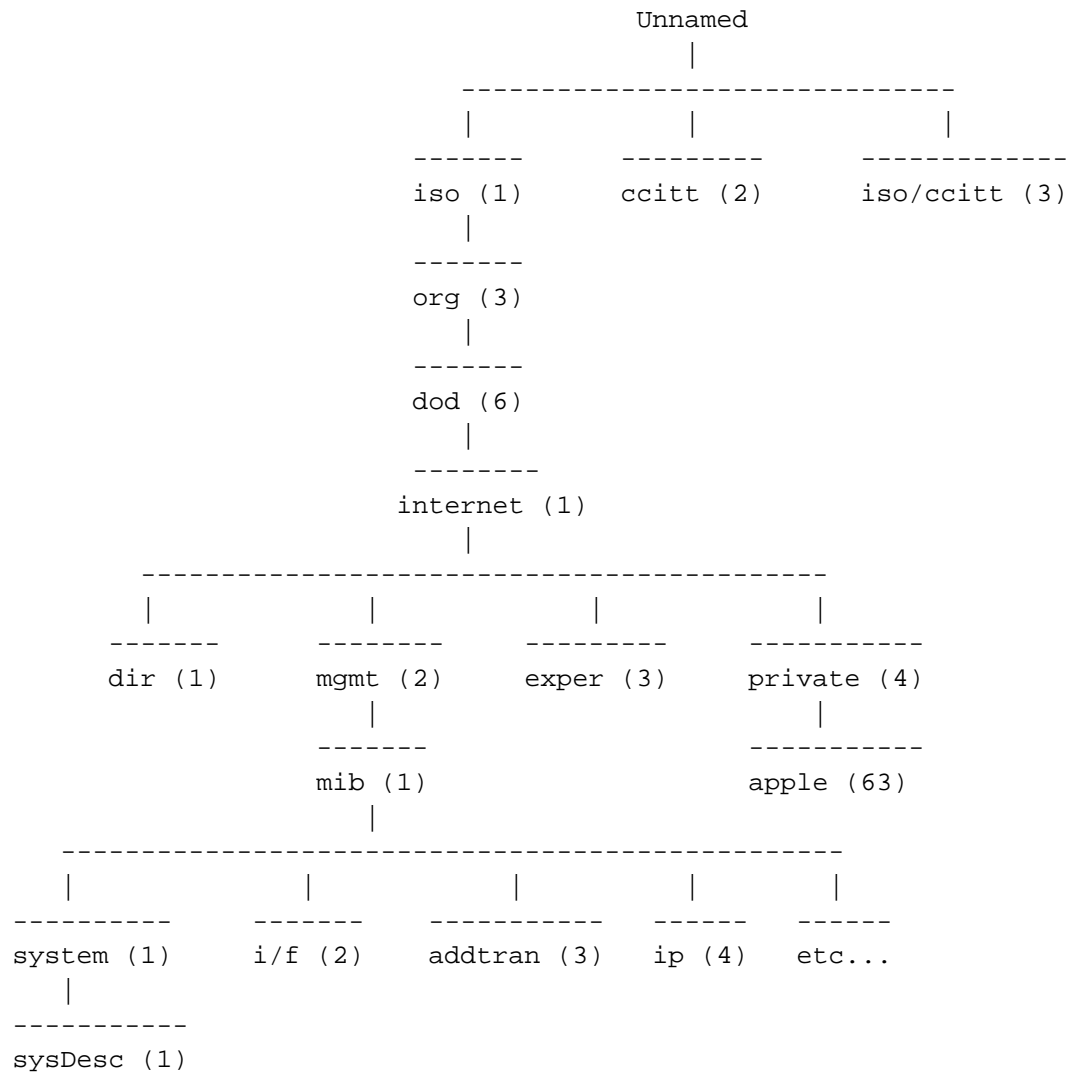 Unnamed
iso (1) ccitt (2) iso/ccitt (3)
org (3)
dod (6)
internet (1)
dir (1) mgmt (2) exper (3) private (4)
mib (1) apple (63)
system (1) i/f (2) addtran (3) ip (4) etc...
sysDesc (1)